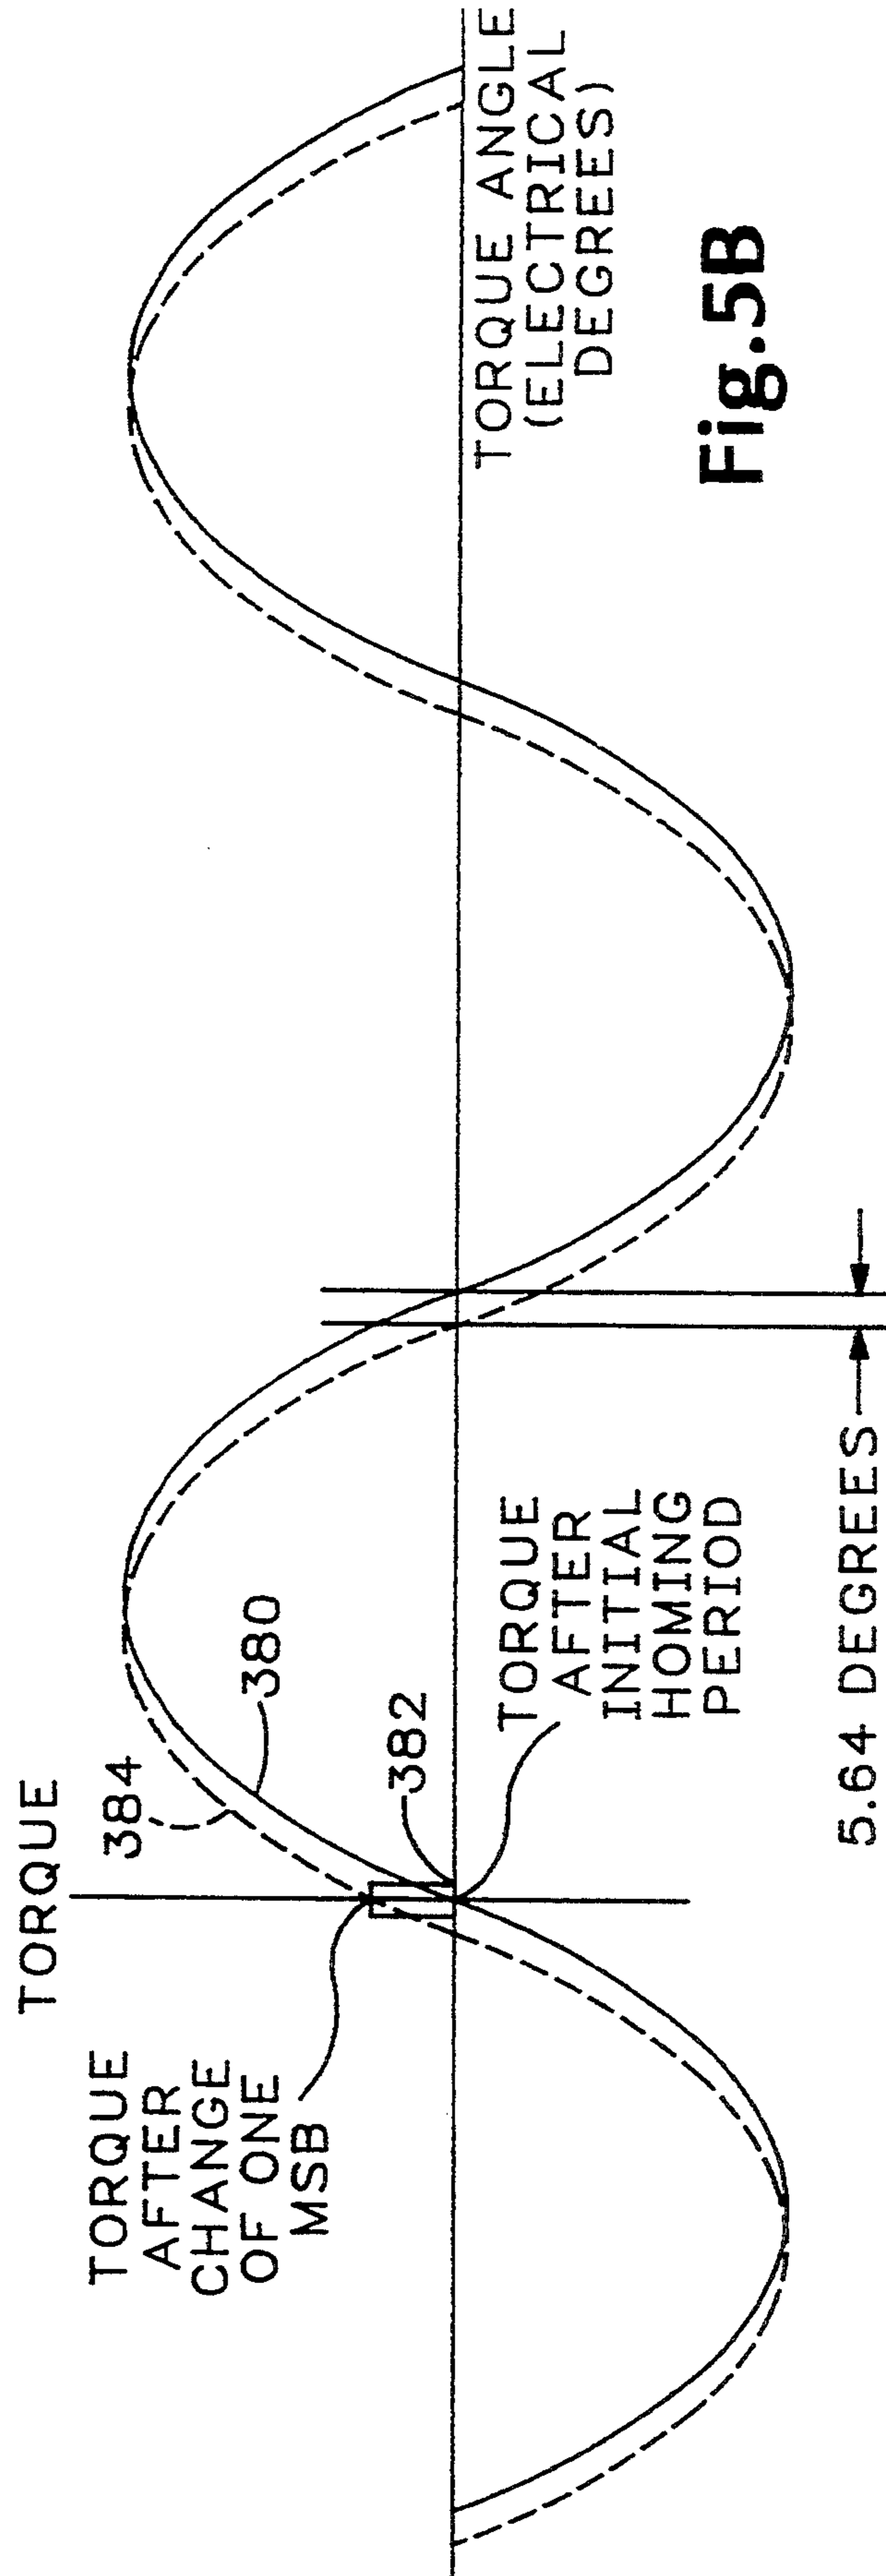 TORQUE
TORQUE
AFTER
CHANGE
OF ONE
MSB
384
380
382
TORQUE
AFTER
INITIAL
HOMING
PERIOD
5.64 DEGREES
TORQUE ANGLE
(ELECTRICAL
DEGREES)
Fig.5B